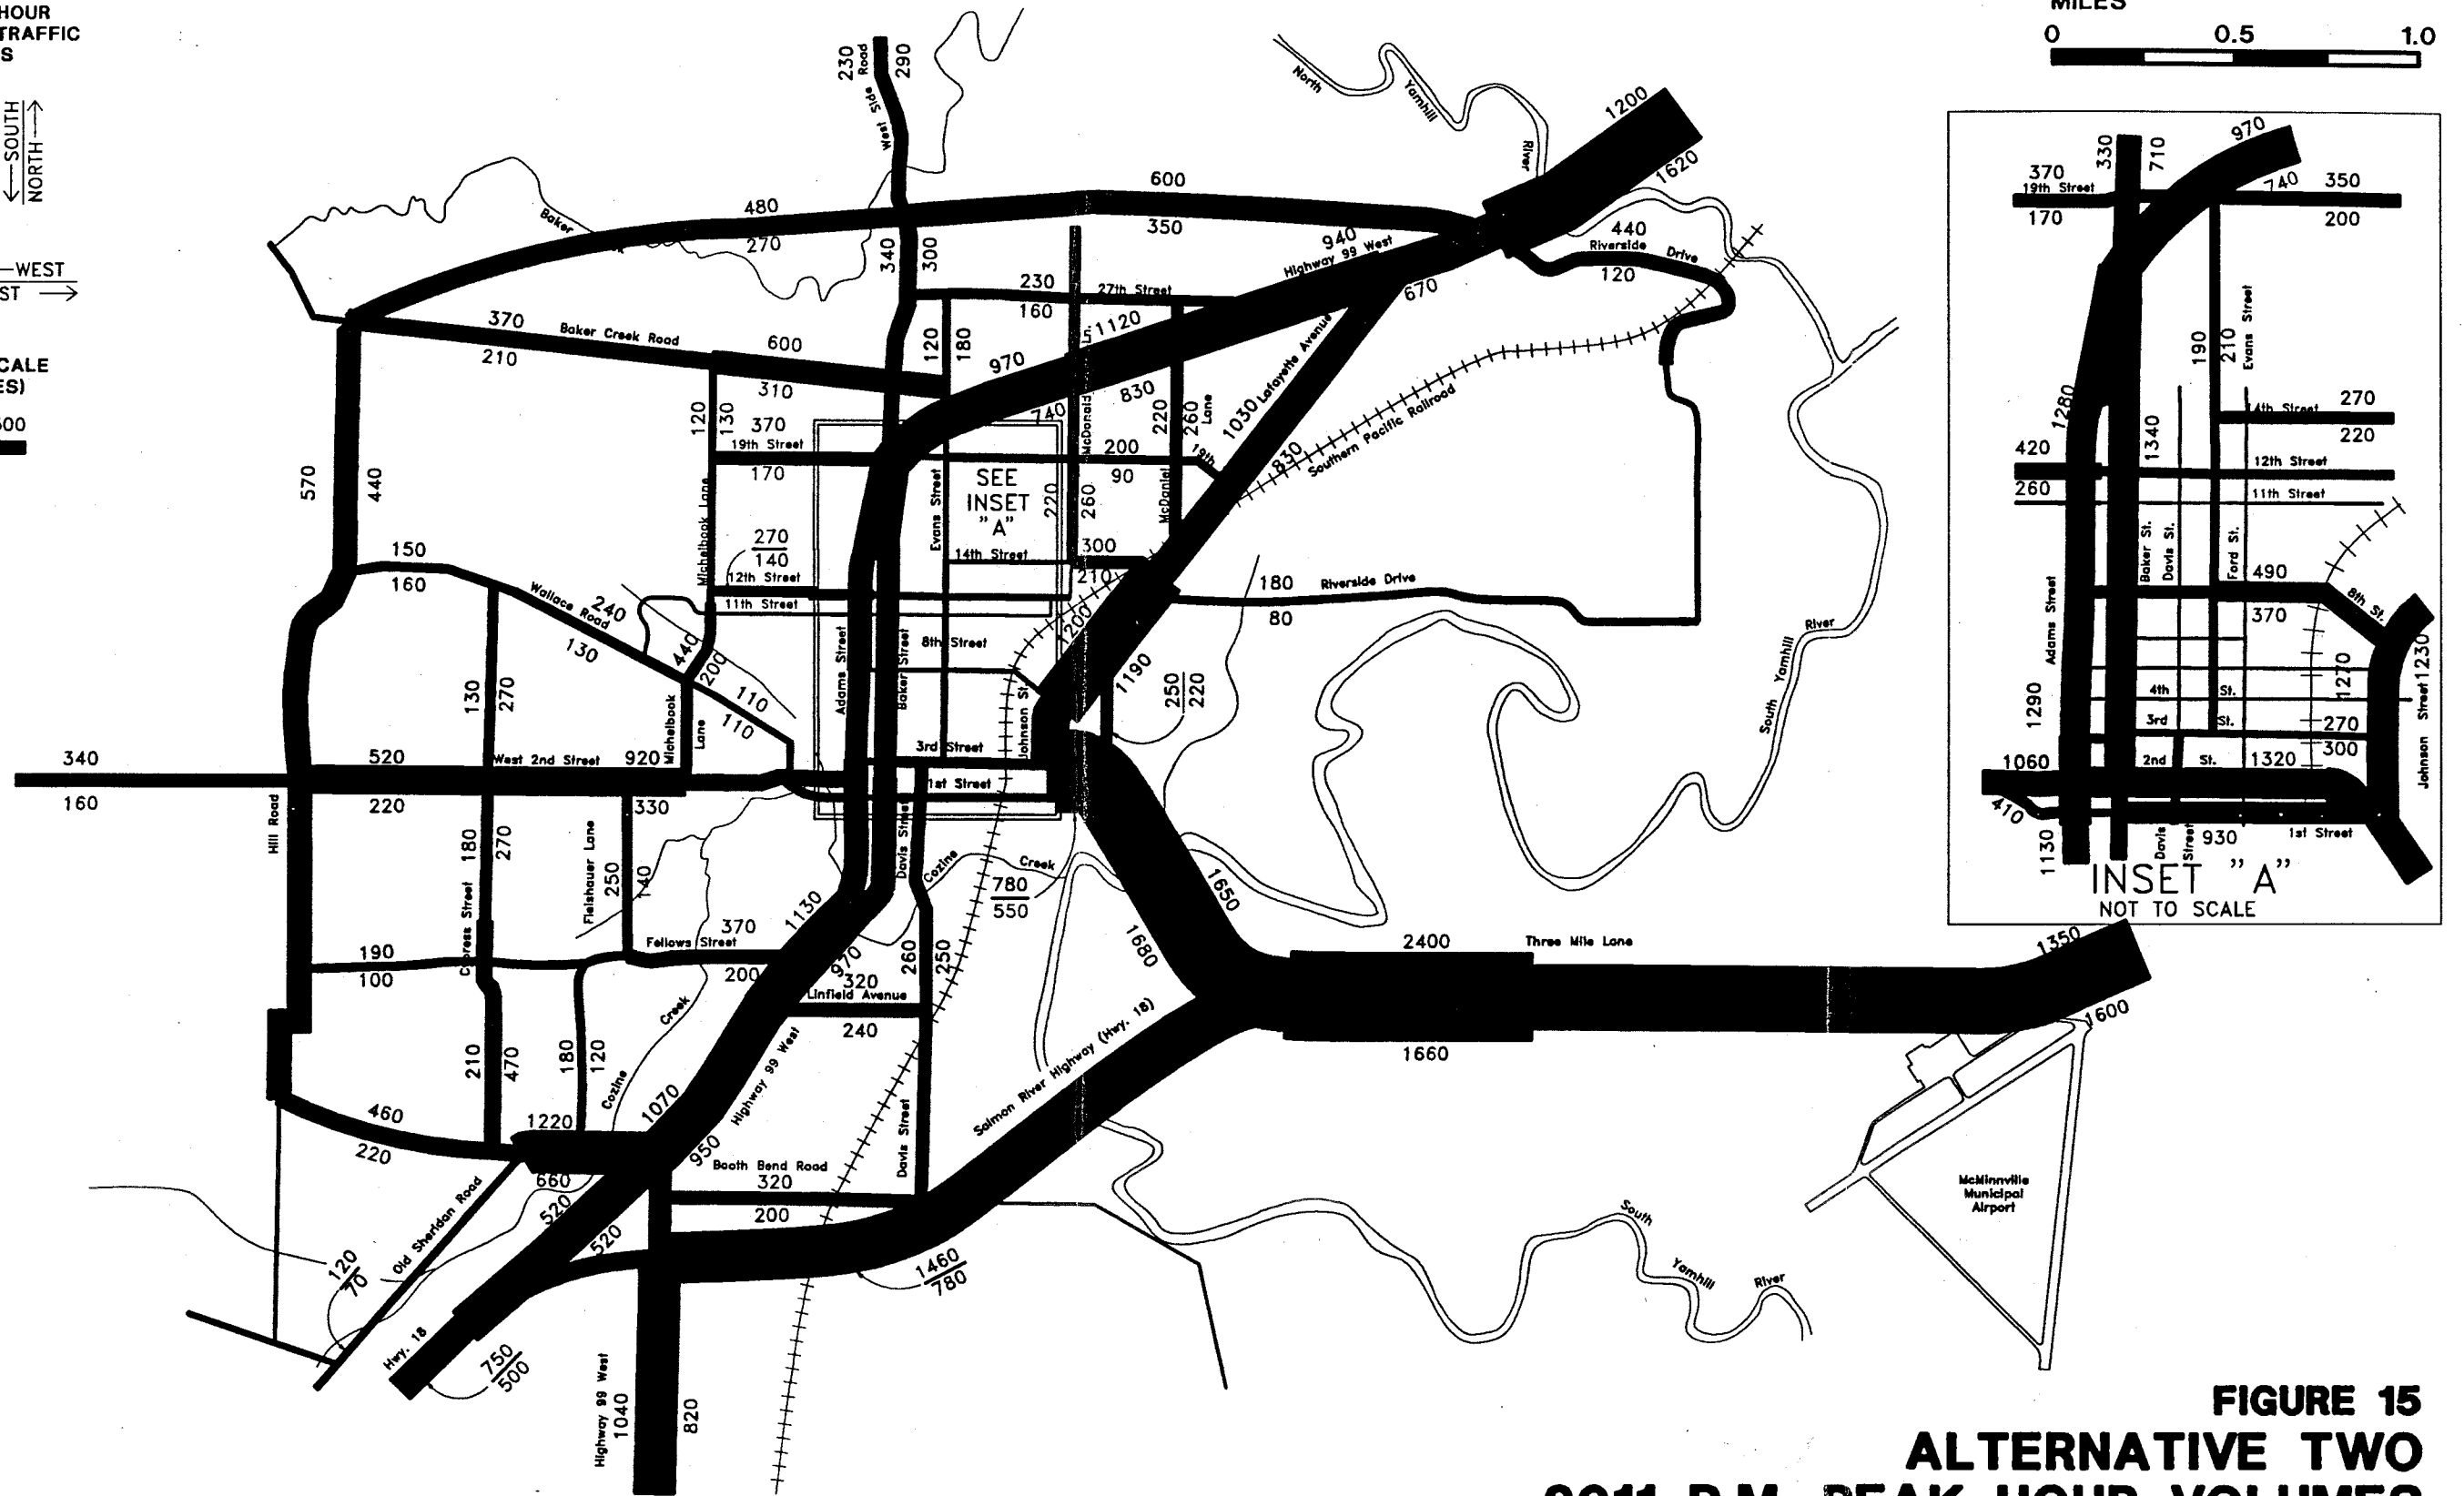 HOUR
TRAFFIC
S
← SOUTH
NORTH →
—WEST
ST →
CALE
ES)
500
MILES
0 0.5 1.0
230
West Side Road
290
North Yamhill River
1200
1620
600
480
350
270
Baker
340
300
940
Highway 99 West
440
Riverside Drive
120
230
27th Street
160
670
370
Baker Creek Road
210
600
310
120
180
970
1120
830
740
McDonald
Ln.
220
260
Lane
McDaniel
1030
Lafayette Avenue
830
Southern Pacific Railroad
120
130
370
19th Street
170
200
90
19th
570
440
Michelbook Lane
SEE
INSET
"A"
Evans Street
220
260
14th Street
300
210
270
140
12th Street
11th Street
150
160
Wallace Road
240
130
440
200
110
110
180
Riverside Drive
80
Adams Street
Baker Street
8th Street
1200
1190
250
220
Johnson St.
130
270
Michelbook
Lane
3rd Street
1st Street
340
160
520
West 2nd Street
920
220
330
Hill Road
180
270
Cypress Street
Fleishauer Lane
250
140
Davis Street
Cozine Creek
780
550
1650
1680
South Yamhill River
1130
970
370
Fellows Street
200
190
100
260
250
320
Linfield Avenue
240
Cozine Creek
2400
Three Mile Lane
1660
1350
1600
210
470
180
120
1070
950
Highway 99 West
Davis Street
Salmon River Highway (Hwy. 18)
460
220
1220
660
Booth Bend Road
320
200
520
520
Old Sheridan Road
120
70
Hwy. 18
750
500
1460
780
Highway 99 West
1040
820
South Yamhill River
McMinnville
Municipal
Airport
330
710
970
740
370
19th Street
170
350
200
190
210
Evans Street
1280
1340
14th Street
270
220
420
260
12th Street
11th Street
Baker St.
Davis St.
Ford St.
490
370
8th St.
Adams Street
1290
1270
1230
Johnson Street
4th St.
3rd St.
270
300
1060
2nd St.
1320
410
1130
Davis Street
930
1st Street
INSET "A"
NOT TO SCALE
FIGURE 15
ALTERNATIVE TWO
2011 P.M. PEAK HOUR VOLUMES